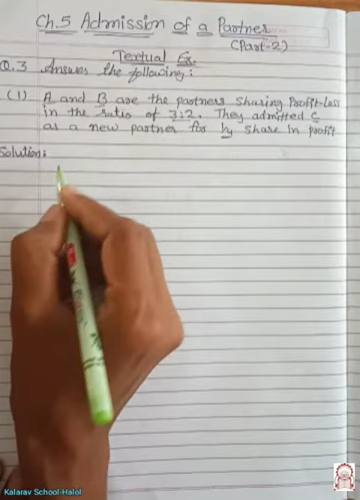 Ch.5 Admission of a Partner
(Part-2)
Textual Ex.
Q.3 Answer the following:
(1) A and B are the partners sharing Profit-Loss
in the ratio of 3:2. They admitted C
as a new partner for 1/4 share in profit
Solution:
Kalarav School-Halol